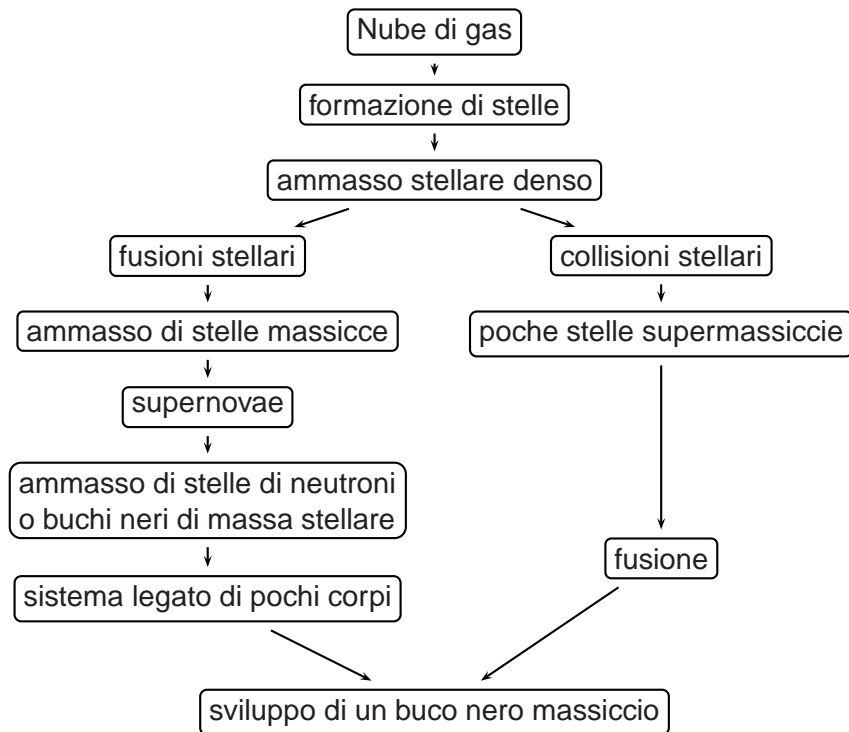 Nube di gas
formazione di stelle
ammasso stellare denso
fusioni stellari
collisioni stellari
ammasso di stelle massicce
poche stelle supermassiccie
supernovae
ammasso di stelle di neutroni
o buchi neri di massa stellare
fusione
sistema legato di pochi corpi
sviluppo di un buco nero massiccio